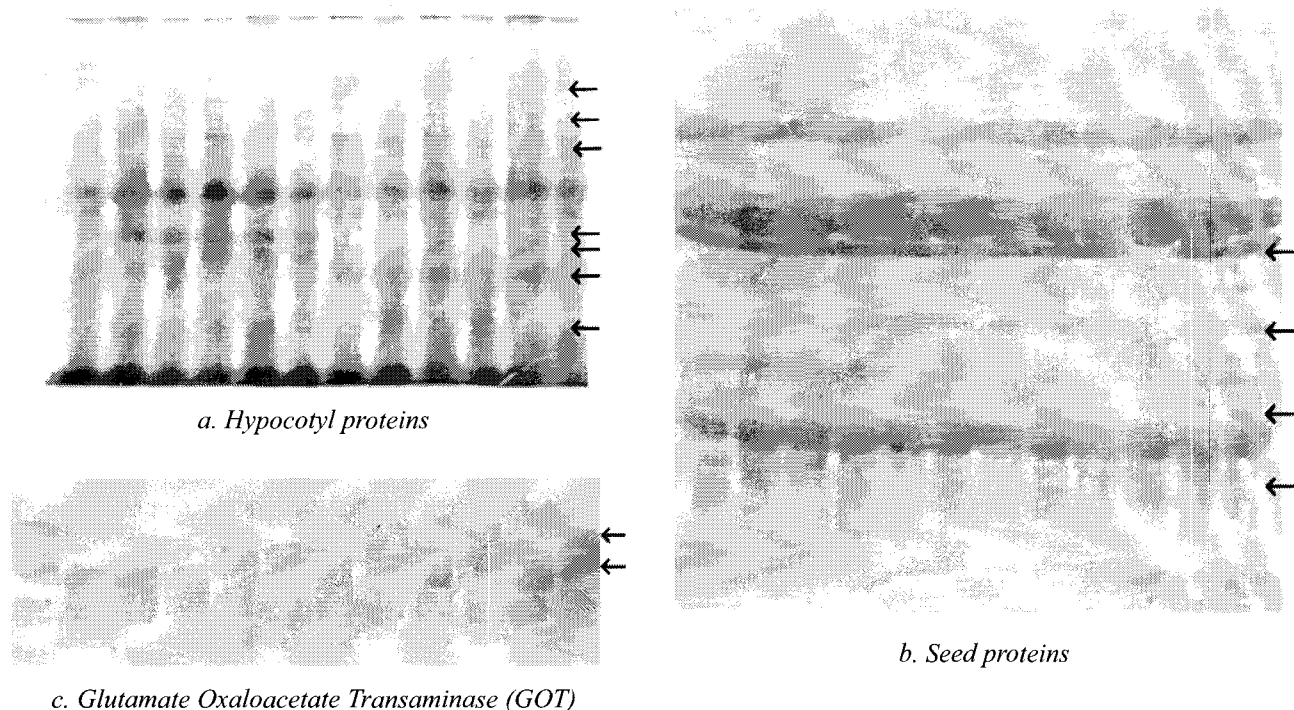 a. Hypocotyl proteins
b. Seed proteins
c. Glutamate Oxaloacetate Transaminase (GOT)